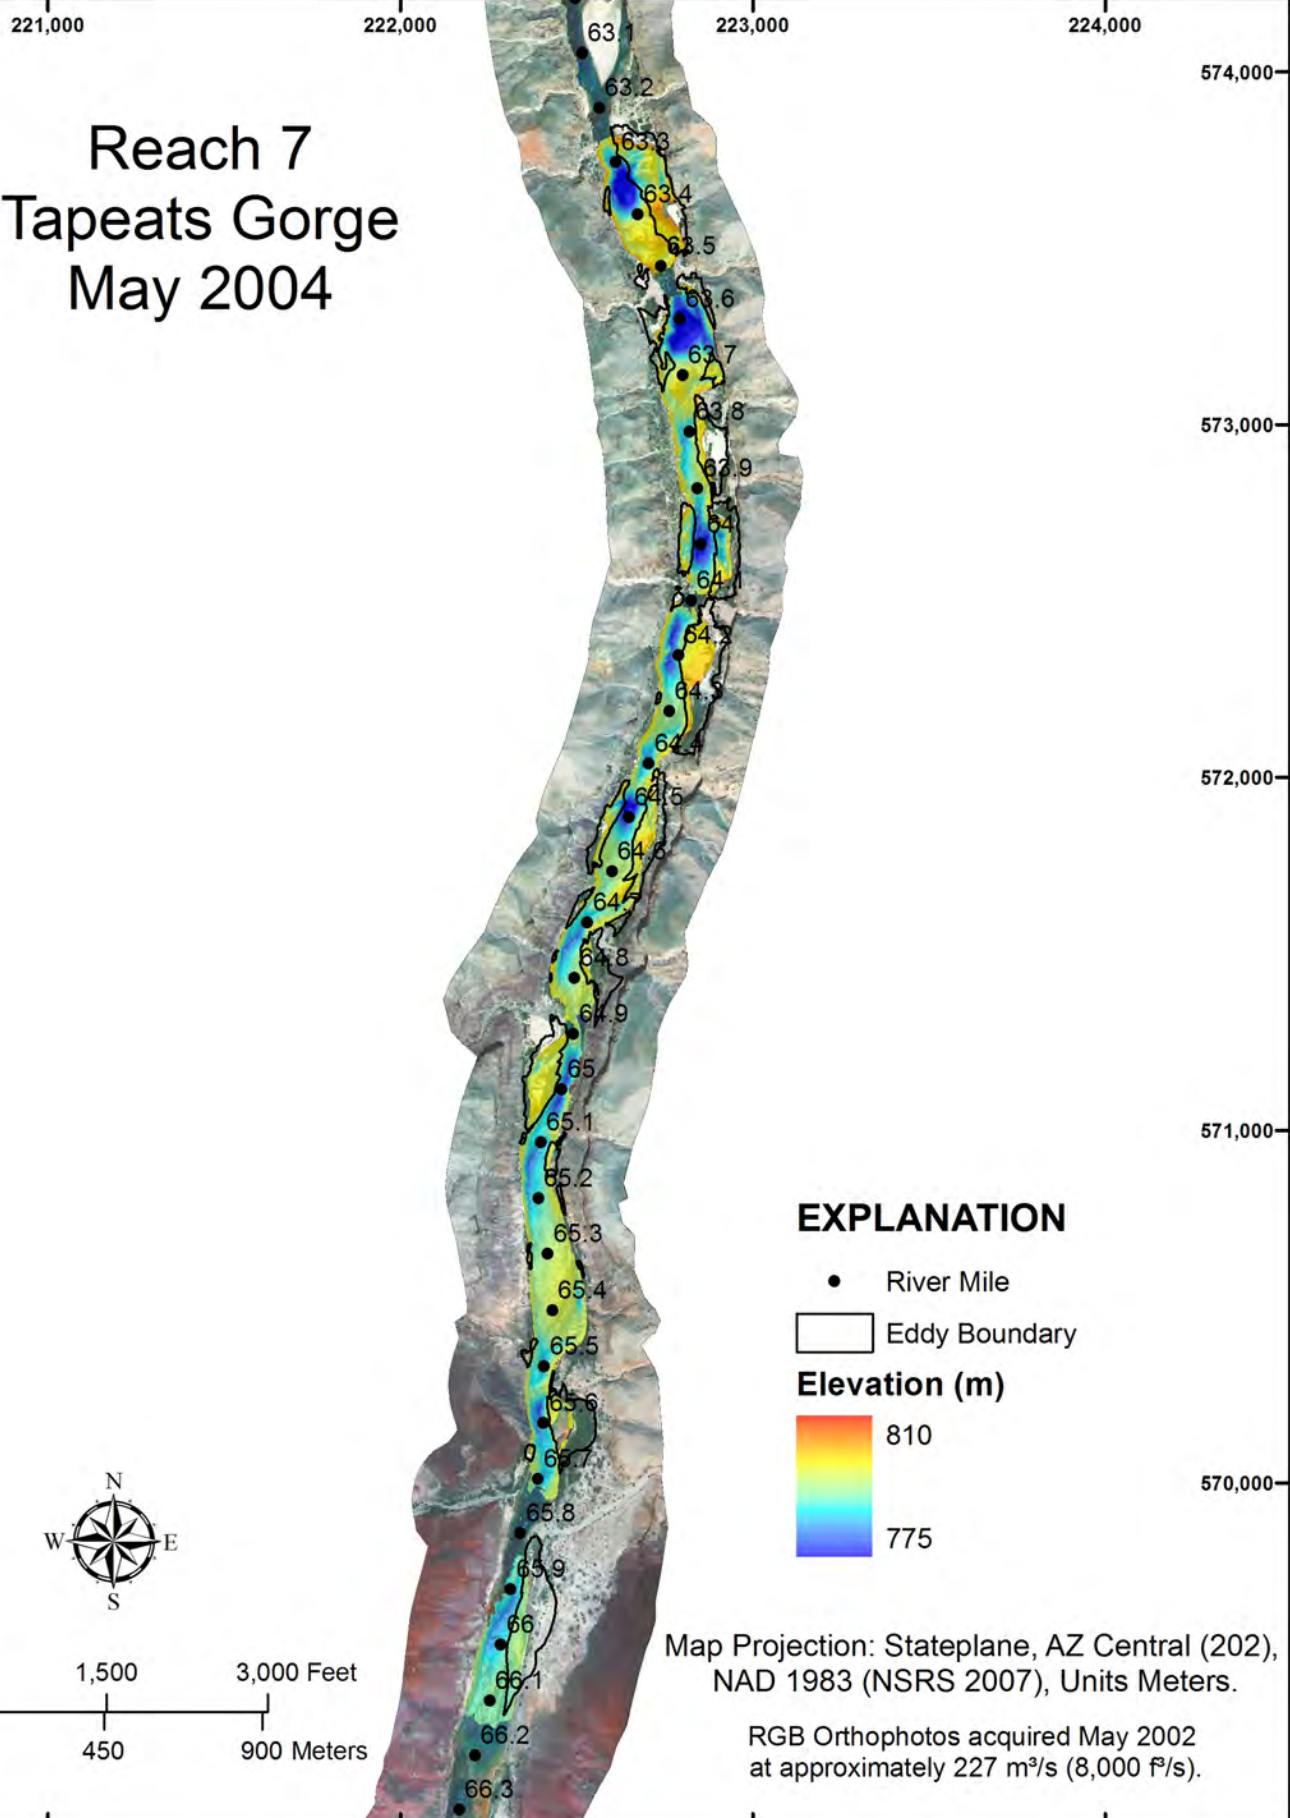 221,000
222,000
223,000
224,000
574,000
573,000
572,000
571,000
570,000
Reach 7
Tapeats Gorge
May 2004
63.1
63.2
63.3
63.4
63.5
63.6
63.7
63.8
63.9
64
64.1
64.2
64.3
64.4
64.5
64.6
64.7
64.8
64.9
65
65.1
65.2
65.3
65.4
65.5
65.6
65.7
65.8
65.9
66
66.1
66.2
66.3
EXPLANATION
River Mile
Eddy Boundary
Elevation (m)
810
775
N
W E
S
1,500 3,000 Feet
450 900 Meters
Map Projection: Stateplane, AZ Central (202),
NAD 1983 (NSRS 2007), Units Meters.
RGB Orthophotos acquired May 2002
at approximately 227 m³/s (8,000 f³/s).